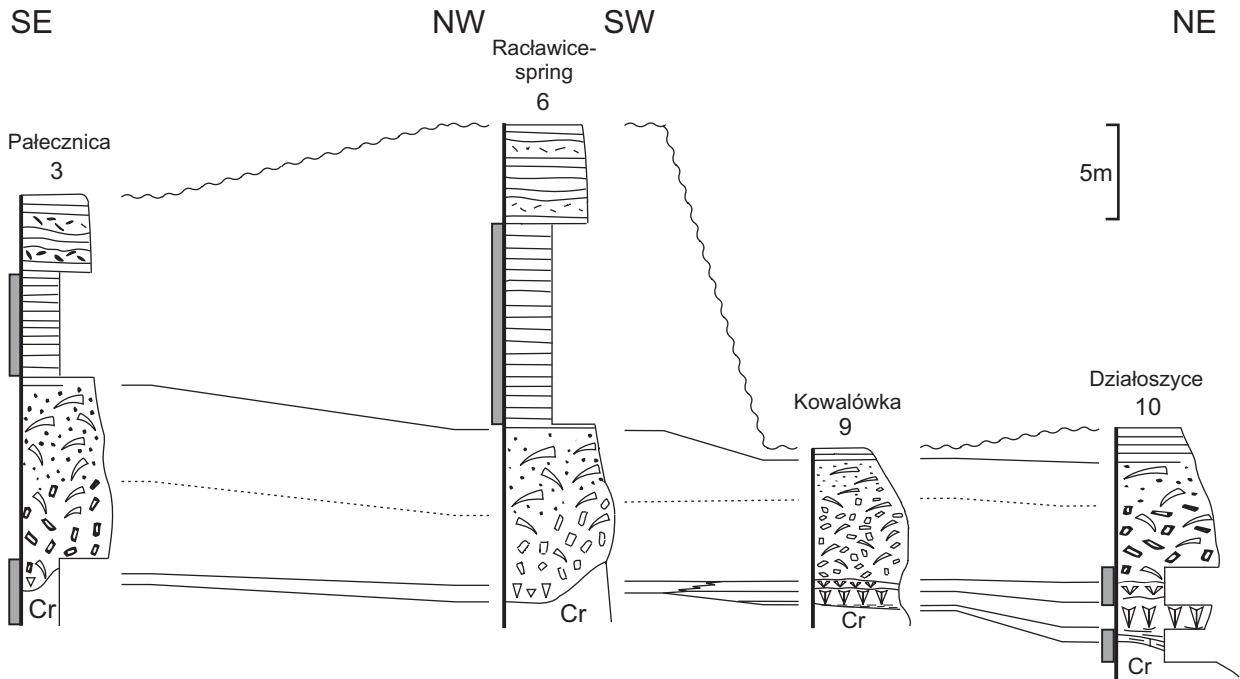 SE
NW
SW
NE
Racławice-
spring
6
Pałecznica
3
5m
Kowalówka
9
Działoszyce
10
Cr
Cr
Cr
Cr